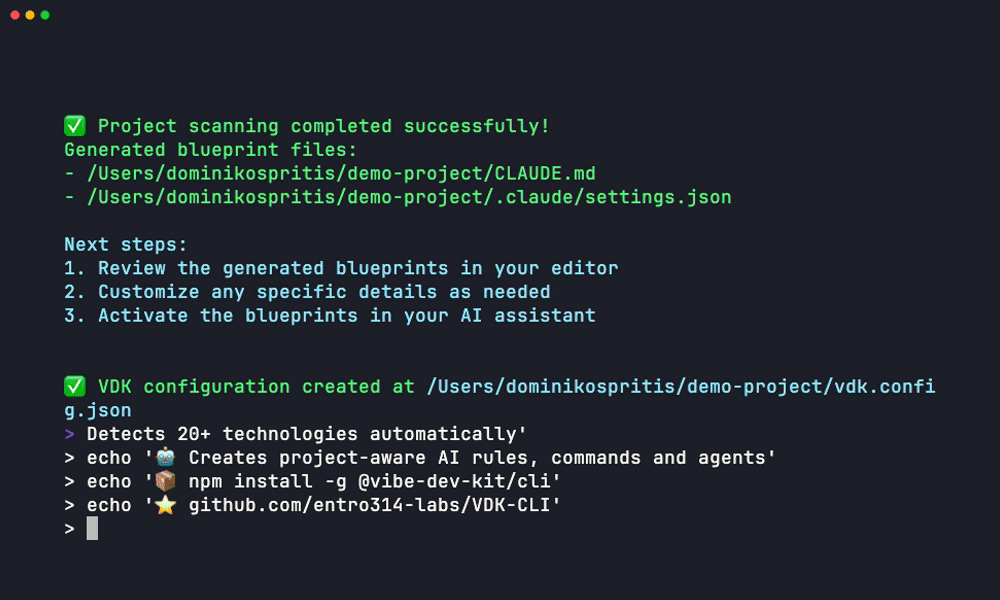 ✅ Project scanning completed successfully!
Generated blueprint files:
- /Users/dominikospritis/demo-project/CLAUDE.md
- /Users/dominikospritis/demo-project/.claude/settings.json
Next steps:
1. Review the generated blueprints in your editor
2. Customize any specific details as needed
3. Activate the blueprints in your AI assistant
✅ VDK configuration created at /Users/dominikospritis/demo-project/vdk.confi
g.json
> Detects 20+ technologies automatically'
> echo '🤖 Creates project-aware AI rules, commands and agents'
> echo '📦 npm install -g @vibe-dev-kit/cli'
> echo '⭐ github.com/entro314-labs/VDK-CLI'
>